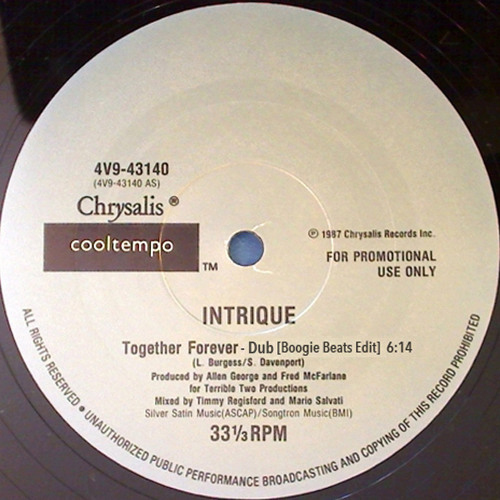 4V9-43140
(4V9-43140 AS)
Chrysalis®
cooltempo
TM
℗ 1987 Chrysalis Records Inc.
FOR PROMOTIONAL
USE ONLY
INTRIQUE
Together Forever - Dub [Boogie Beats Edit] 6:14
(L. Burgess/S. Davenport)
Produced by Allen George and Fred McFarlane
for Terrible Two Productions
Mixed by Timmy Regisford and Mario Salvati
Silver Satin Music(ASCAP)/Songtron Music(BMI)
33⅓ RPM
ALL RIGHTS RESERVED • UNAUTHORIZED PUBLIC PERFORMANCE BROADCASTING AND COPYING OF THIS RECORD PROHIBITED